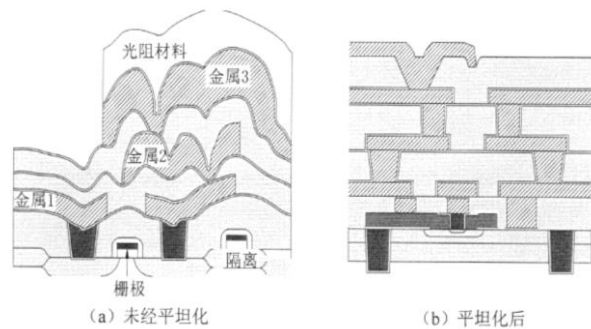 光阻材料
金属3
金属2
金属1
隔离
栅极
(a) 未经平坦化
(b) 平坦化后